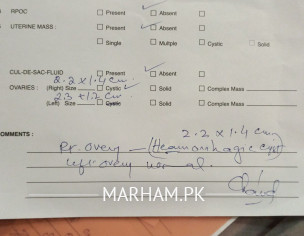 RPOC : Present Absent
UTERINE MASS : Present Absent
Single Multiple Cystic Solid
CUL-DE-SAC-FLUID Present Absent
2.2 x 1.4 cm
OVARIES : (Right) Size Cystic Solid Complex Mass
2.3 x 1.2 cm
(Left) Size Cystic Solid Complex Mass
COMMENTS :
2.2 x 1.4 cm
Rt. ovary — (Heamorrhagic cyst)
left ovary normal.
MARHAM.PK